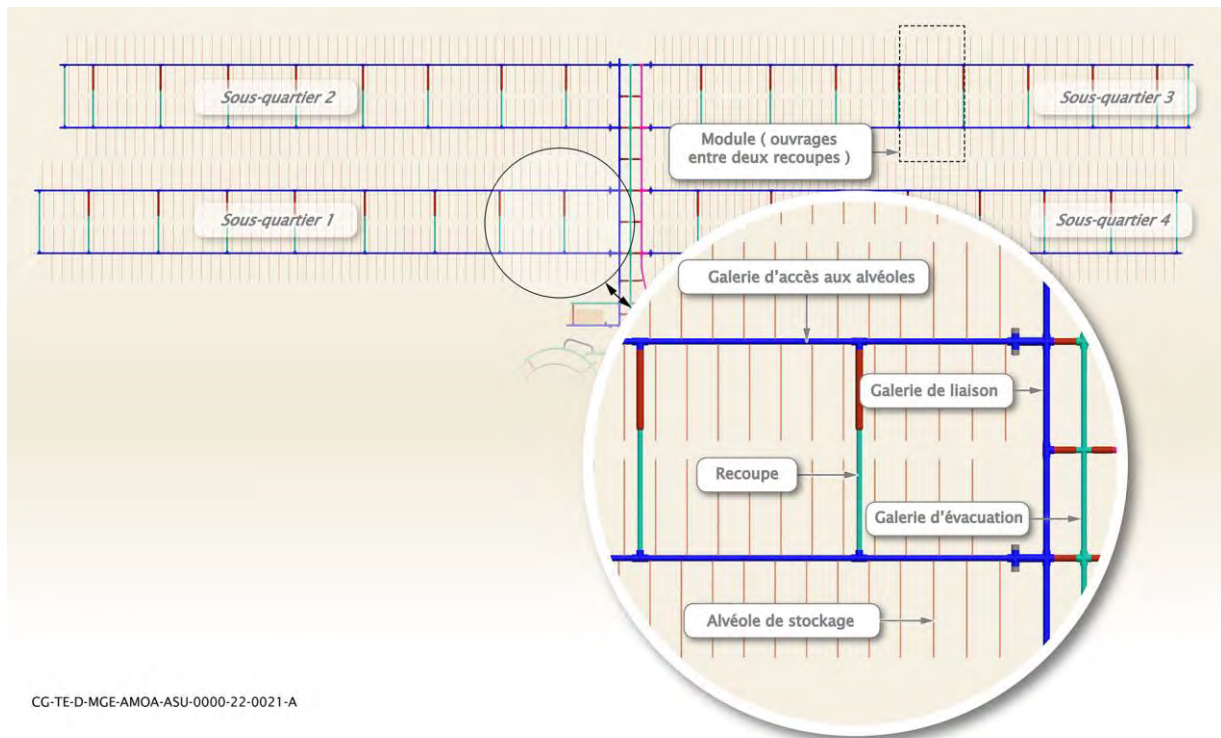 Sous-quartier 2
Sous-quartier 3
Module ( ouvrages
entre deux recoupes )
Sous-quartier 1
Sous-quartier 4
Galerie d'accès aux alvéoles
Galerie de liaison
Recoupe
Galerie d'évacuation
Alvéole de stockage
CG-TE-D-MGE-AMOA-ASU-0000-22-0021-A